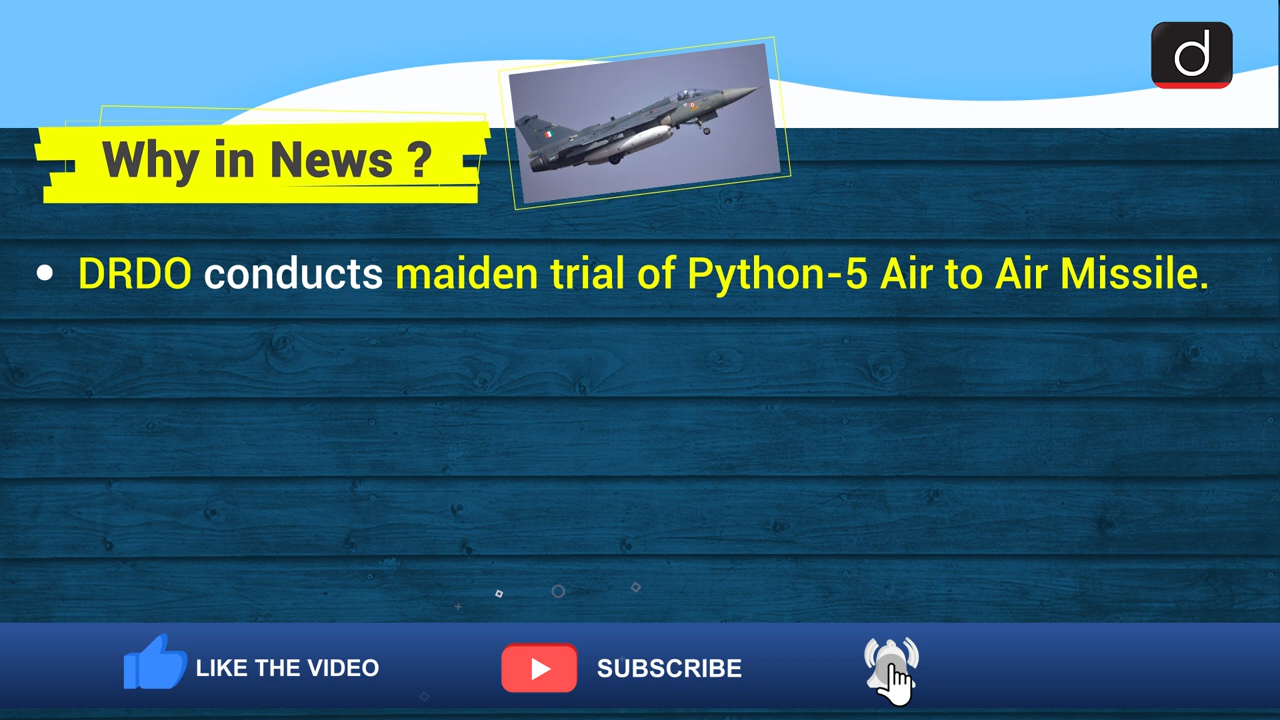 d
Why in News ?
• DRDO conducts maiden trial of Python-5 Air to Air Missile.
LIKE THE VIDEO
SUBSCRIBE